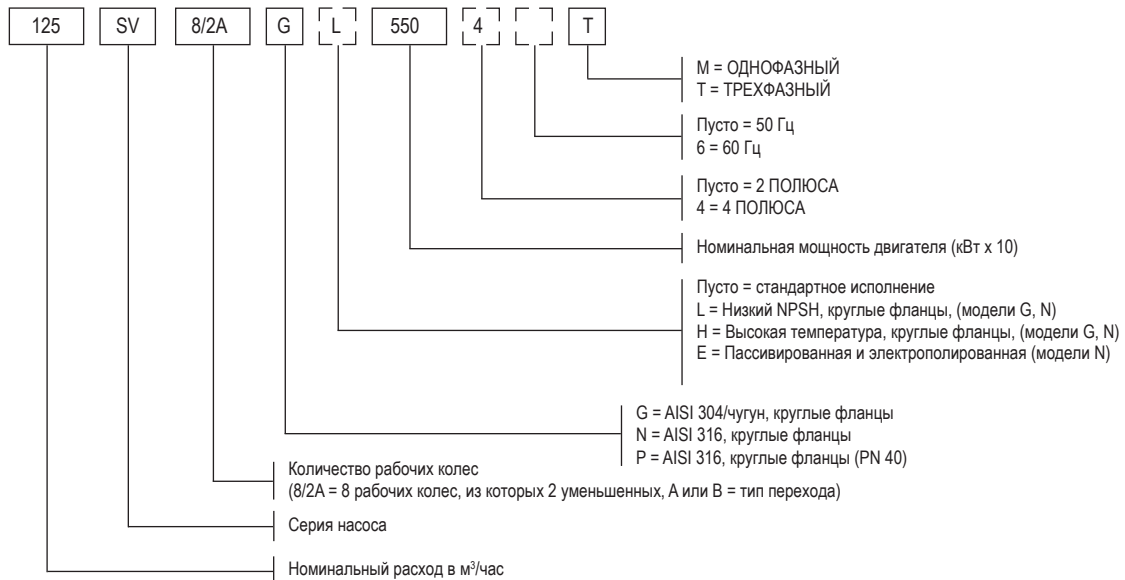 125 SV 8/2A G L 550 4 T
М = ОДНОФАЗНЫЙ
Т = ТРЕХФАЗНЫЙ
Пусто = 50 Гц
6 = 60 Гц
Пусто = 2 ПОЛЮСА
4 = 4 ПОЛЮСА
Номинальная мощность двигателя (кВт x 10)
Пусто = стандартное исполнение
L = Низкий NPSH, круглые фланцы, (модели G, N)
H = Высокая температура, круглые фланцы, (модели G, N)
E = Пассивированная и электрополированная (модели N)
G = AISI 304/чугун, круглые фланцы
N = AISI 316, круглые фланцы
P = AISI 316, круглые фланцы (PN 40)
Количество рабочих колес
(8/2A = 8 рабочих колес, из которых 2 уменьшенных, A или B = тип перехода)
Серия насоса
Номинальный расход в м³/час